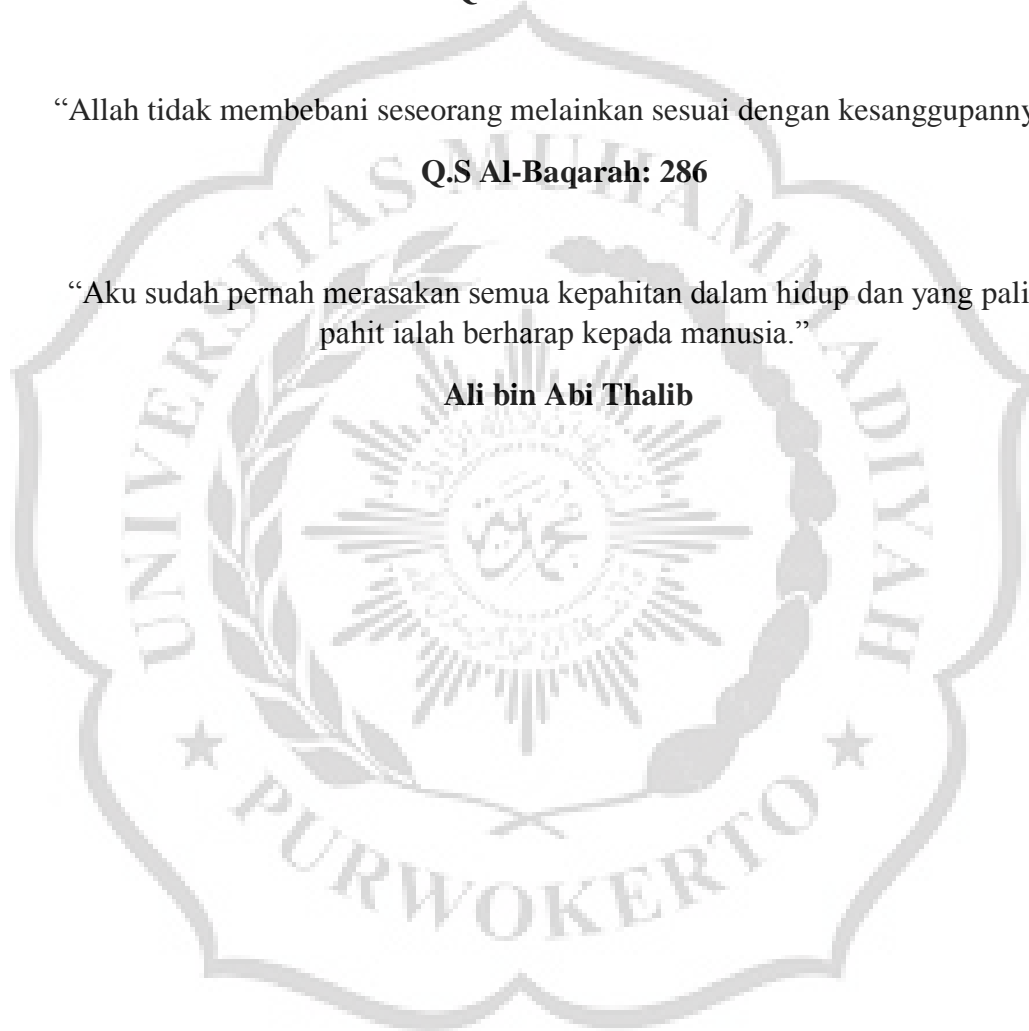 “Allah tidak membebani seseorang melainkan sesuai dengan kesanggupanny
Q.S Al-Baqarah: 286
“Aku sudah pernah merasakan semua kepahitan dalam hidup dan yang pali
pahit ialah berharap kepada manusia.”
Ali bin Abi Thalib
UNIVERSITAS MUHAMMADIYAH
PURWOKERTO